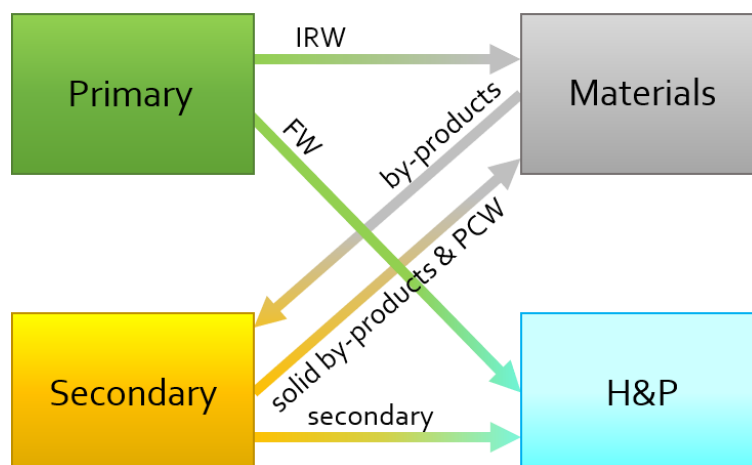 IRW
Primary
Materials
by-products
FW
solid by-products & PCW
Secondary
secondary
H&P